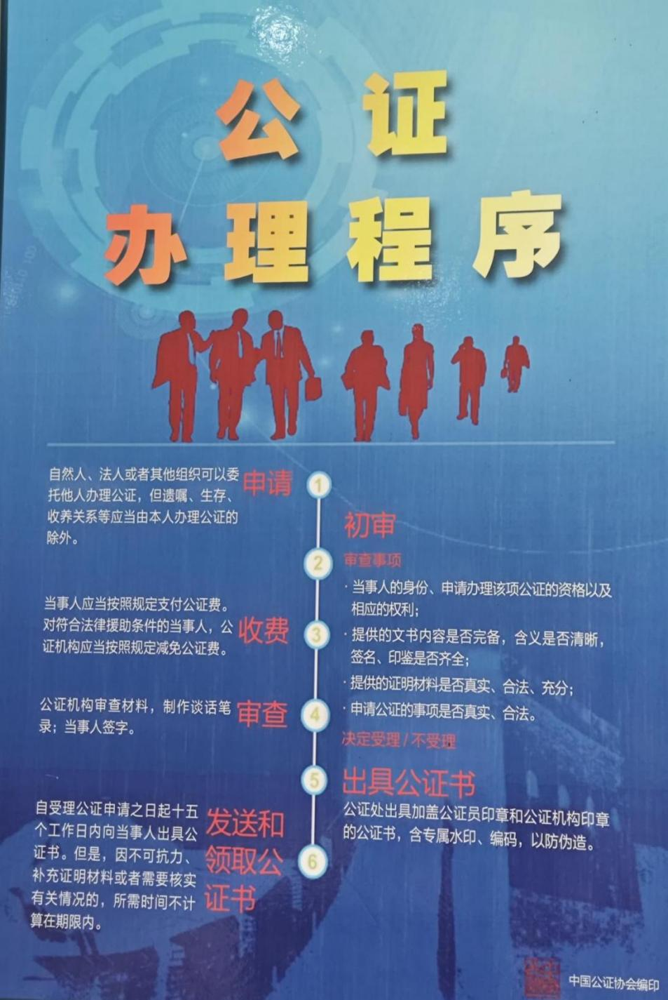 公证
办理程序
自然人、法人或者其他组织可以委
托他人办理公证，但遗嘱、生存、
收养关系等应当由本人办理公证的
除外。
申请
1
初审
2
审查事项
·当事人的身份、申请办理该项公证的资格以及
相应的权利；
·提供的文书内容是否完备，含义是否清晰，
签名、印鉴是否齐全；
·提供的证明材料是否真实、合法、充分；
·申请公证的事项是否真实、合法。
决定受理/不受理
当事人应当按照规定支付公证费。
对符合法律援助条件的当事人，公
证机构应当按照规定减免公证费。
收费
3
公证机构审查材料，制作谈话笔
录；当事人签字。
审查
4
5
出具公证书
公证处出具加盖公证员印章和公证机构印章
的公证书，含专属水印、编码，以防伪造。
自受理公证申请之日起十五
个工作日内向当事人出具公
证书。但是，因不可抗力、
补充证明材料或者需要核实
有关情况的，所需时间不计
算在期限内。
发送和
领取公
证书
6
中国公证协会编印